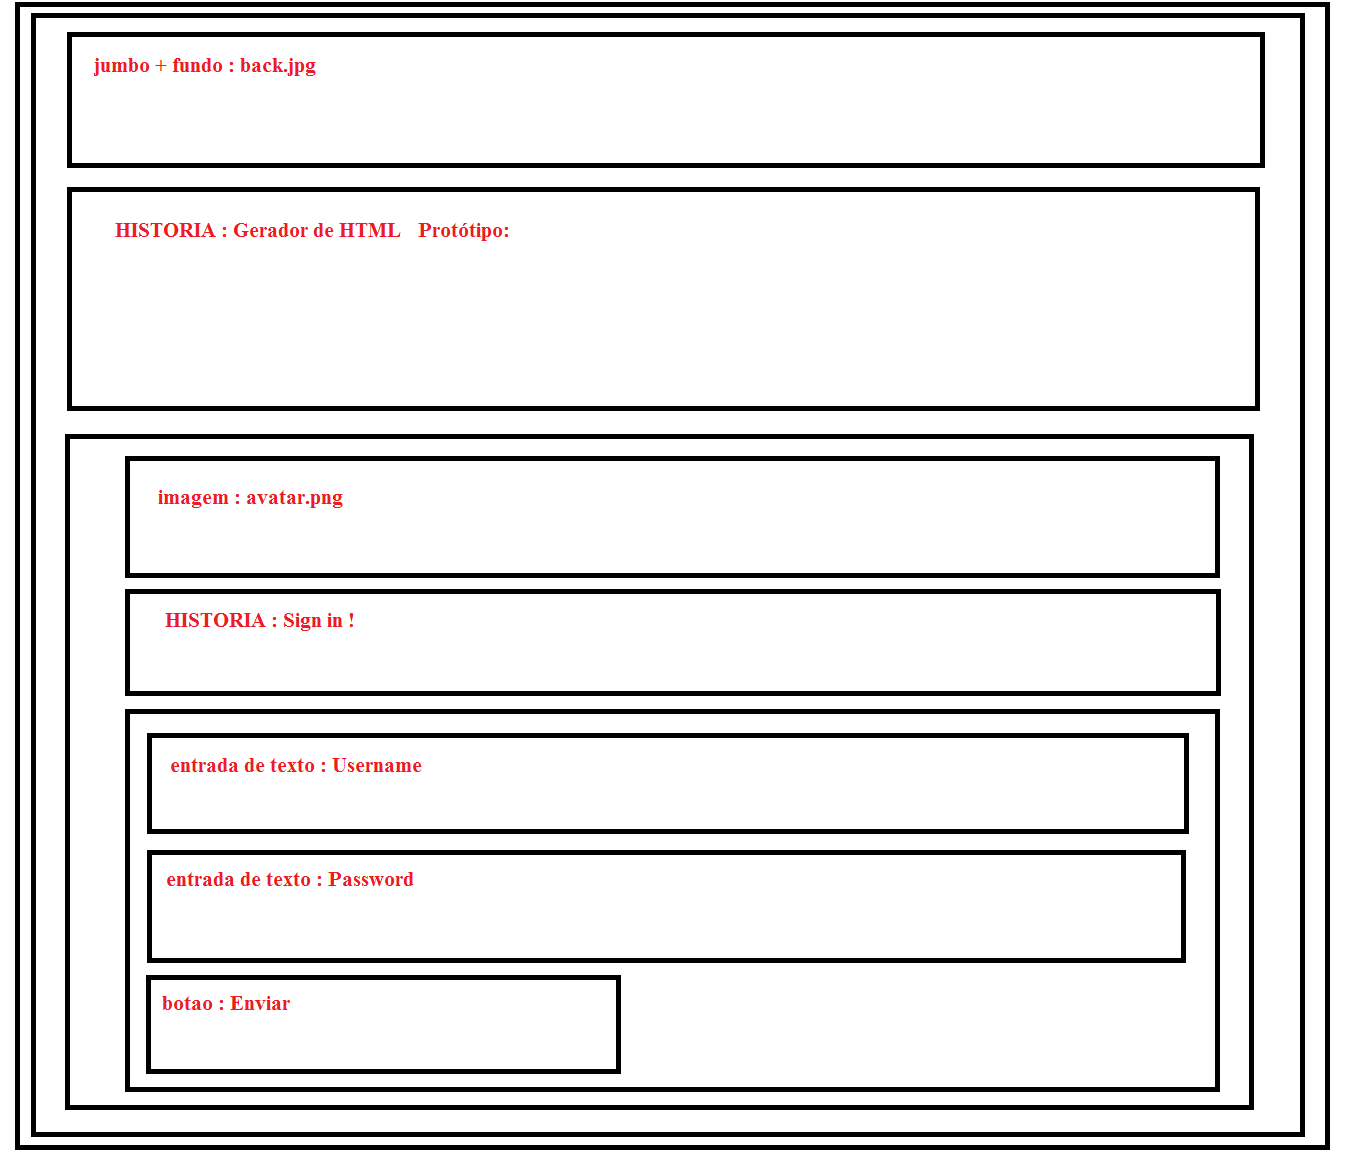 jumbo + fundo : back.jpg
HISTORIA : Gerador de HTML Protótipo:
imagem : avatar.png
HISTORIA : Sign in !
entrada de texto : Username
entrada de texto : Password
botao : Enviar